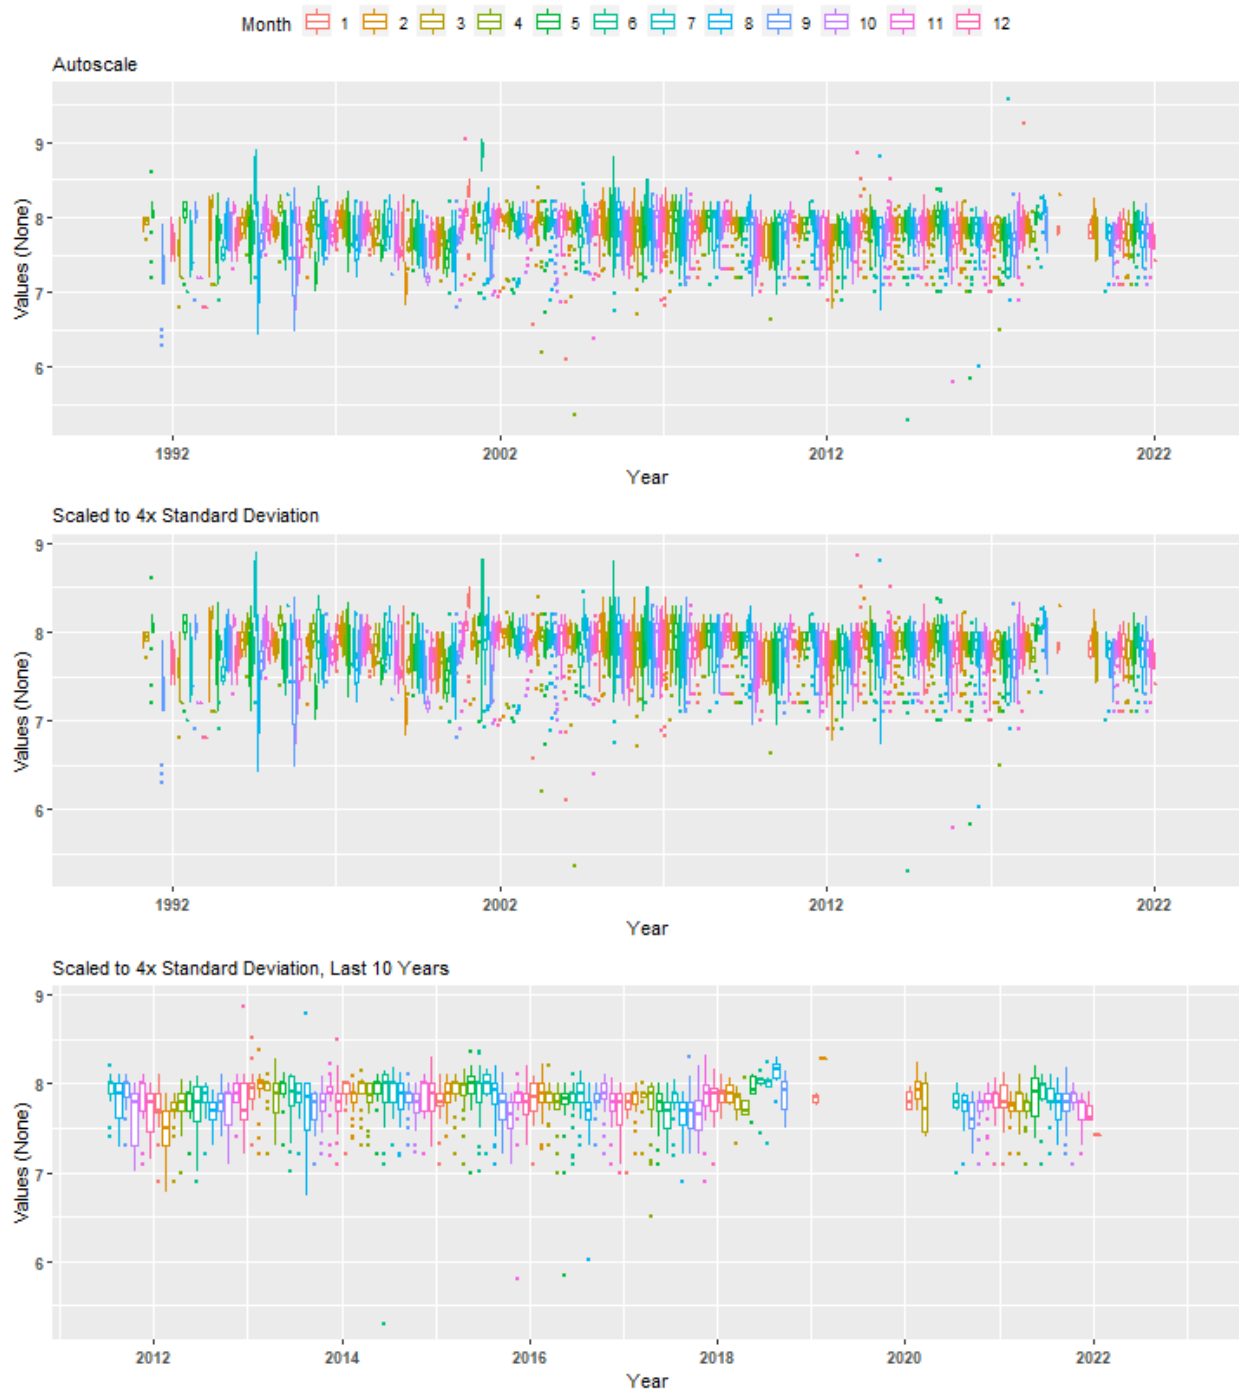 Month 1 2 3 4 5 6 7 8 9 10 11 12
Autoscale
Values (None)
9
8
7
6
1992 2002 2012 2022
Year
Scaled to 4x Standard Deviation
Values (None)
9
8
7
6
1992 2002 2012 2022
Year
Scaled to 4x Standard Deviation, Last 10 Years
Values (None)
9
8
7
6
2012 2014 2016 2018 2020 2022
Year